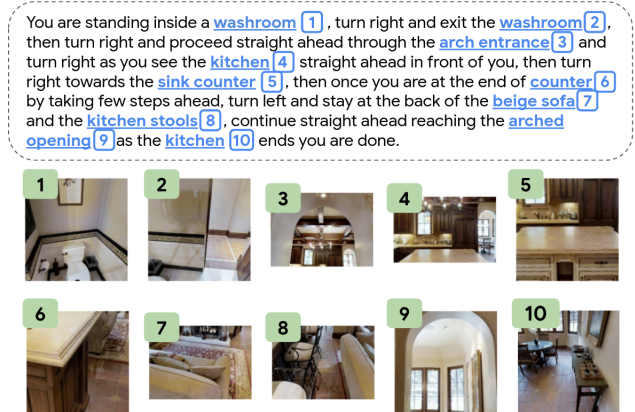 You are standing inside a washroom 1 , turn right and exit the washroom 2 ,
then turn right and proceed straight ahead through the arch entrance 3 and
turn right as you see the kitchen 4 straight ahead in front of you, then turn
right towards the sink counter 5 , then once you are at the end of counter 6
by taking few steps ahead, turn left and stay at the back of the beige sofa 7
and the kitchen stools 8 , continue straight ahead reaching the arched
opening 9 as the kitchen 10 ends you are done.
1 2 3 4 5
6 7 8 9 10